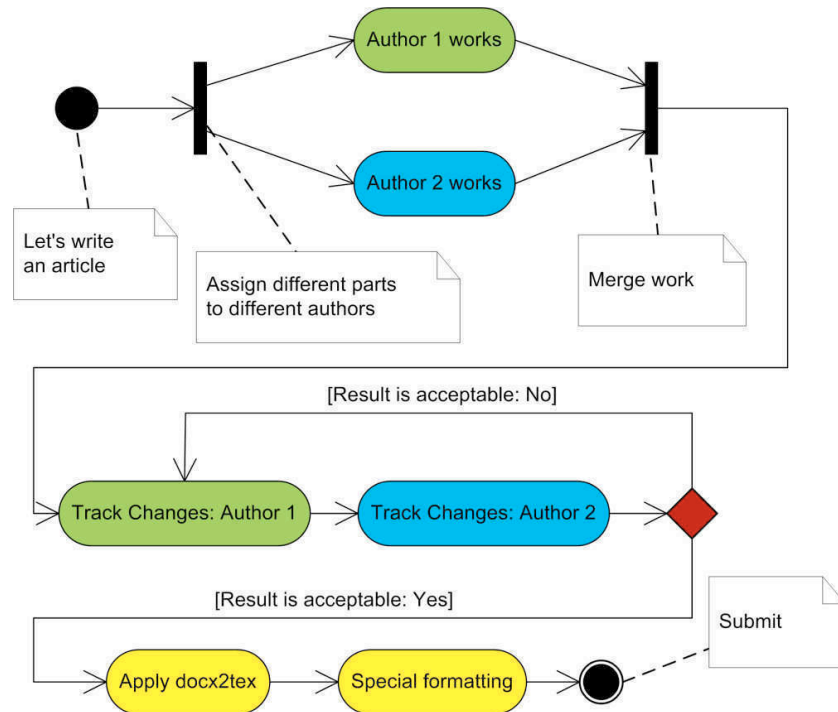 Author 1 works
Author 2 works
Let's write
an article
Assign different parts
to different authors
Merge work
[Result is acceptable: No]
Track Changes: Author 1
Track Changes: Author 2
[Result is acceptable: Yes]
Submit
Apply docx2tex
Special formatting